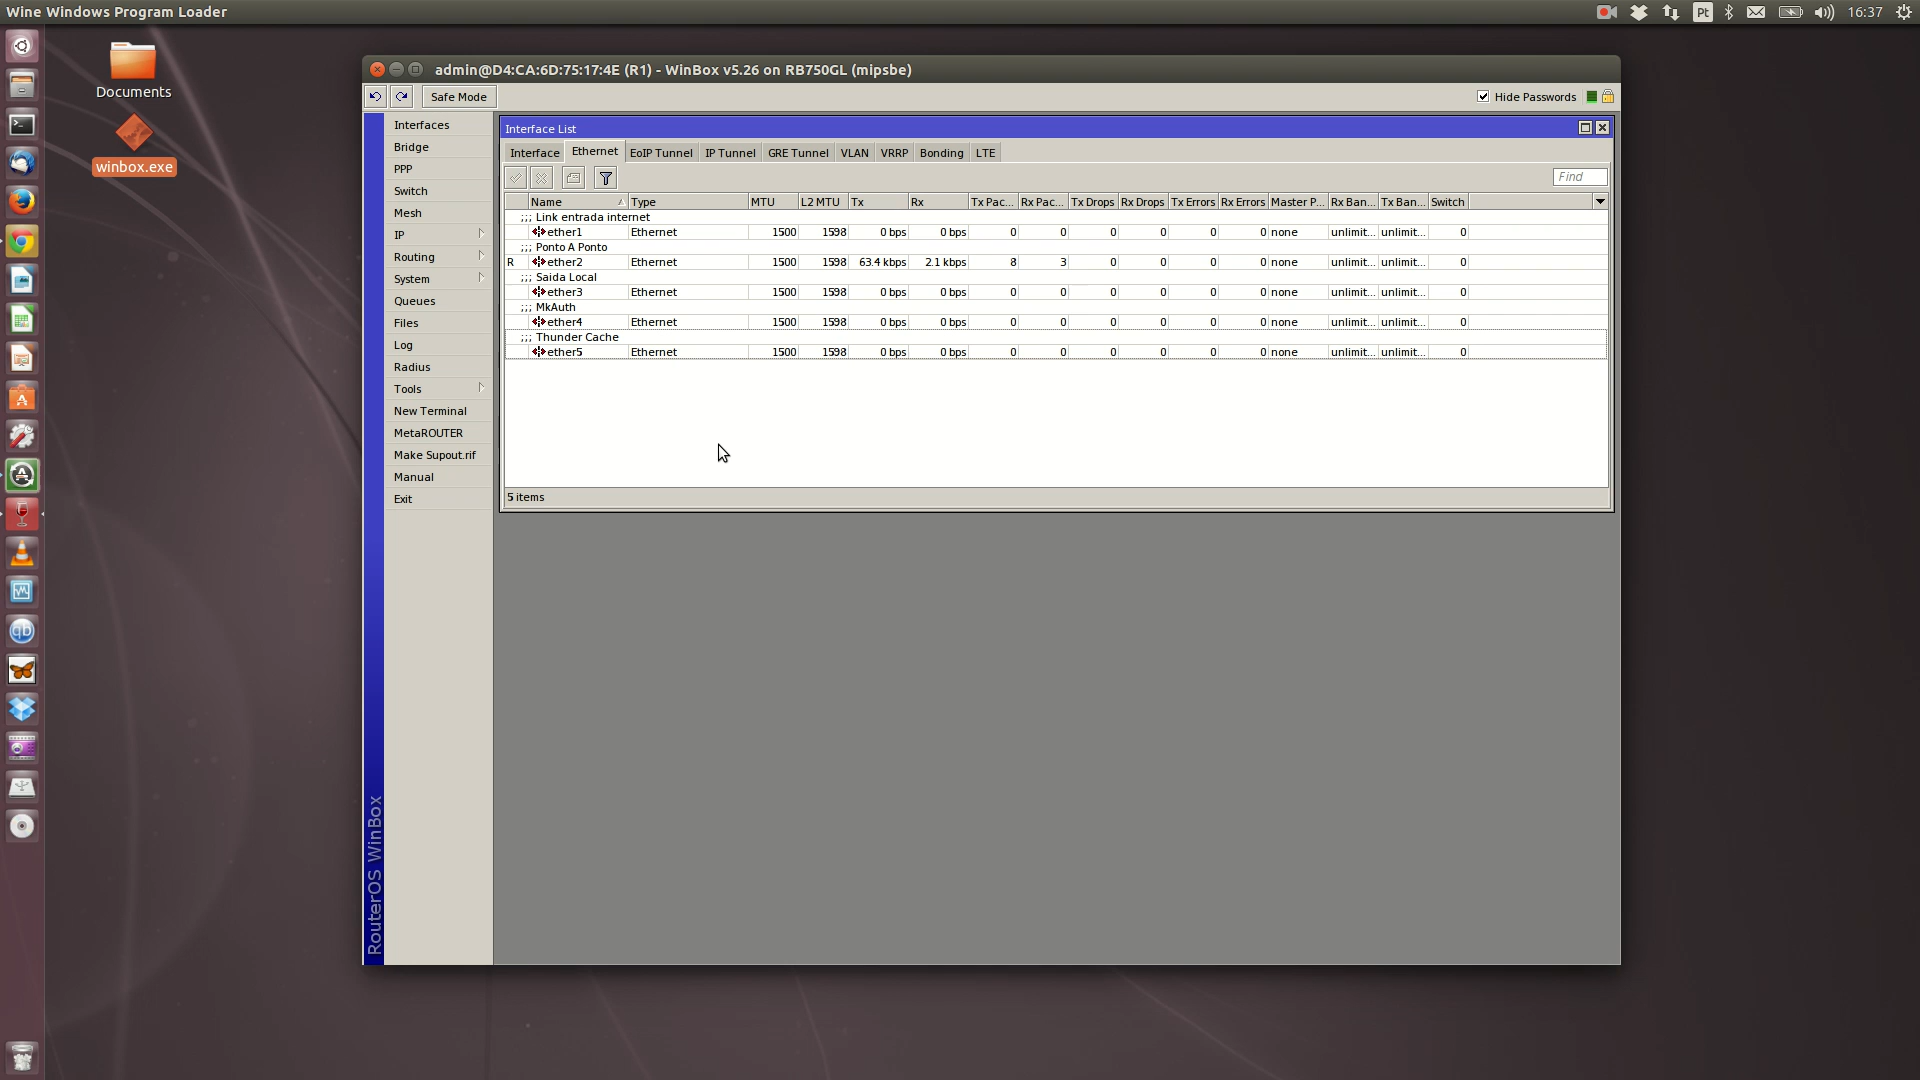 Wine Windows Program Loader
Pt
16:37
Documents
winbox.exe
admin@D4:CA:6D:75:17:4E (R1) - WinBox v5.26 on RB750GL (mipsbe)
Safe Mode
Hide Passwords
Interfaces
Bridge
PPP
Switch
Mesh
IP
Routing
System
Queues
Files
Log
Radius
Tools
New Terminal
MetaROUTER
Make Supout.rif
Manual
Exit
RouterOS WinBox
Interface List
Interface Ethernet EoIP Tunnel IP Tunnel GRE Tunnel VLAN VRRP Bonding LTE
Find
Name Type MTU L2 MTU Tx Rx Tx Pac... Rx Pac... Tx Drops Rx Drops Tx Errors Rx Errors Master P... Rx Ban... Tx Ban... Switch
;;; Link entrada internet
ether1 Ethernet 1500 1598 0 bps 0 bps 0 0 0 0 0 0 none unlimit... unlimit... 0
;;; Ponto A Ponto
R ether2 Ethernet 1500 1598 63.4 kbps 2.1 kbps 8 3 0 0 0 0 none unlimit... unlimit... 0
;;; Saida Local
ether3 Ethernet 1500 1598 0 bps 0 bps 0 0 0 0 0 0 none unlimit... unlimit... 0
;;; MkAuth
ether4 Ethernet 1500 1598 0 bps 0 bps 0 0 0 0 0 0 none unlimit... unlimit... 0
;;; Thunder Cache
ether5 Ethernet 1500 1598 0 bps 0 bps 0 0 0 0 0 0 none unlimit... unlimit... 0
5 items
qb